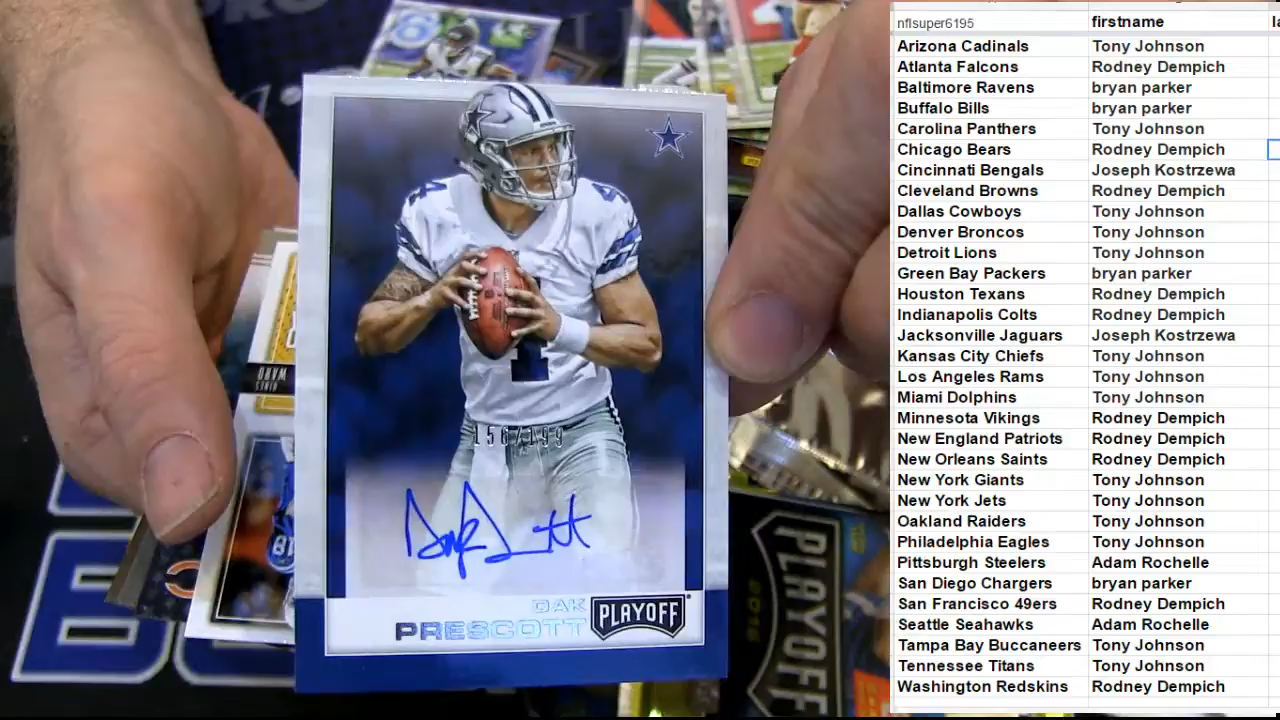 156/199
DAK
PRESCOTT
PLAYOFF
PLAYOFF
WARD
nflsuper6195 firstname la
Arizona Cadinals Tony Johnson
Atlanta Falcons Rodney Dempich
Baltimore Ravens bryan parker
Buffalo Bills bryan parker
Carolina Panthers Tony Johnson
Chicago Bears Rodney Dempich
Cincinnati Bengals Joseph Kostrzewa
Cleveland Browns Rodney Dempich
Dallas Cowboys Tony Johnson
Denver Broncos Tony Johnson
Detroit Lions Tony Johnson
Green Bay Packers bryan parker
Houston Texans Rodney Dempich
Indianapolis Colts Rodney Dempich
Jacksonville Jaguars Joseph Kostrzewa
Kansas City Chiefs Tony Johnson
Los Angeles Rams Tony Johnson
Miami Dolphins Tony Johnson
Minnesota Vikings Rodney Dempich
New England Patriots Rodney Dempich
New Orleans Saints Rodney Dempich
New York Giants Tony Johnson
New York Jets Tony Johnson
Oakland Raiders Tony Johnson
Philadelphia Eagles Tony Johnson
Pittsburgh Steelers Adam Rochelle
San Diego Chargers bryan parker
San Francisco 49ers Rodney Dempich
Seattle Seahawks Adam Rochelle
Tampa Bay Buccaneers Tony Johnson
Tennessee Titans Tony Johnson
Washington Redskins Rodney Dempich